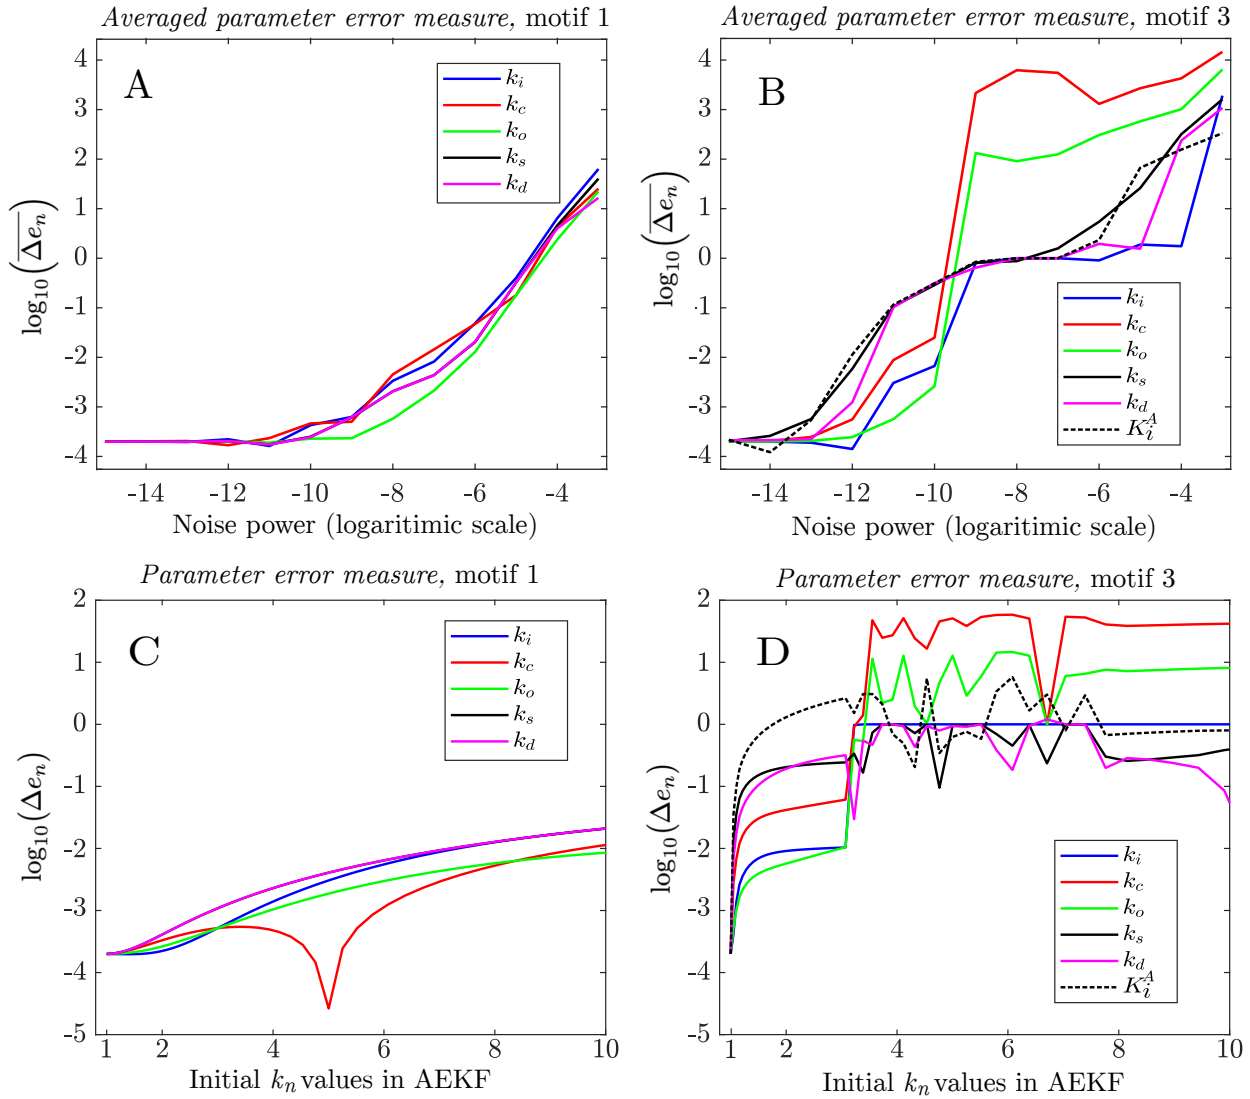 Averaged parameter error measure, motif 1
A
4
3
2
1
0
-1
-2
-3
-4
log10(Δen)
k_i
k_c
k_o
k_s
k_d
-14 -12 -10 -8 -6 -4
Noise power (logaritimic scale)
Averaged parameter error measure, motif 3
B
4
3
2
1
0
-1
-2
-3
-4
log10(Δen)
k_i
k_c
k_o
k_s
k_d
K_i^A
-14 -12 -10 -8 -6 -4
Noise power (logaritimic scale)
Parameter error measure, motif 1
C
2
1
0
-1
-2
-3
-4
-5
log10(Δen)
k_i
k_c
k_o
k_s
k_d
1 2 4 6 8 10
Initial k_n values in AEKF
Parameter error measure, motif 3
D
2
1
0
-1
-2
-3
-4
-5
log10(Δen)
k_i
k_c
k_o
k_s
k_d
K_i^A
1 2 4 6 8 10
Initial k_n values in AEKF